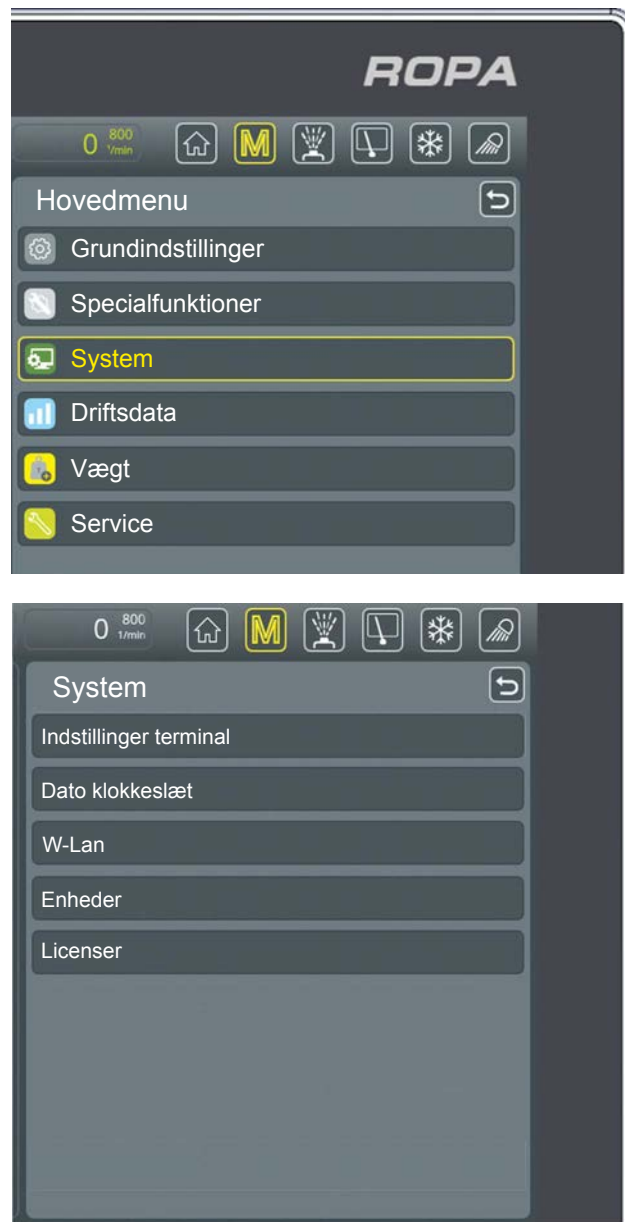 ROPA
0 800 1/min
M
Hovedmenu
Grundindstillinger
Specialfunktioner
System
Driftsdata
Vægt
Service
0 800 1/min
M
System
Indstillinger terminal
Dato klokkeslæt
W-Lan
Enheder
Licenser